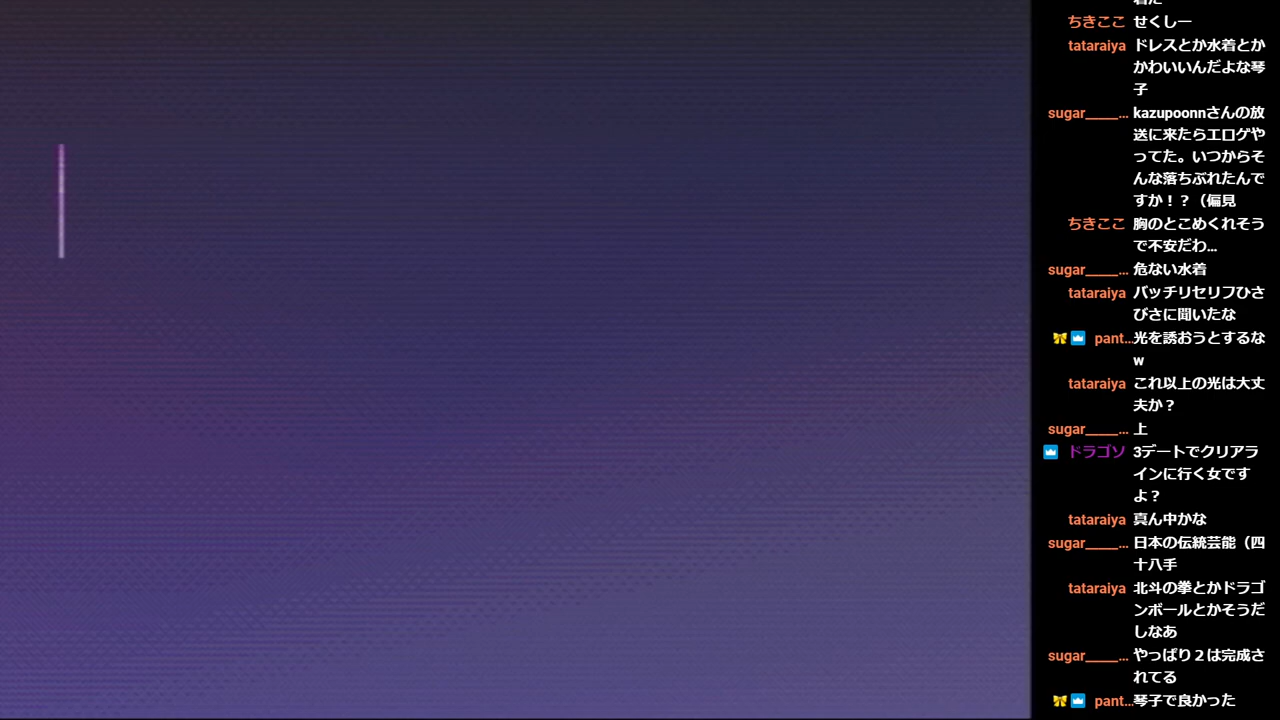 ちきここ せくしー
tataraiya ドレスとか水着とか
かわいいんだよな琴
子
sugar_____… kazupoonnさんの放
送に来たらエロゲや
ってた。いつからそ
んな落ちぶれたんで
すか！？（偏見
ちきここ 胸のとこめくれそう
で不安だわ...
sugar_____… 危ない水着
tataraiya バッチリセリフひさ
びさに聞いたな
pant… 光を誘おうとするな
w
tataraiya これ以上の光は大丈
夫か？
sugar_____… 上
ドラゴソ 3デートでクリアラ
インに行く女です
よ？
tataraiya 真ん中かな
sugar_____… 日本の伝統芸能（四
十八手
tataraiya 北斗の拳とかドラゴ
ンボールとかそうだ
しなあ
sugar_____… やっぱり２は完成さ
れてる
pant… 琴子で良かった